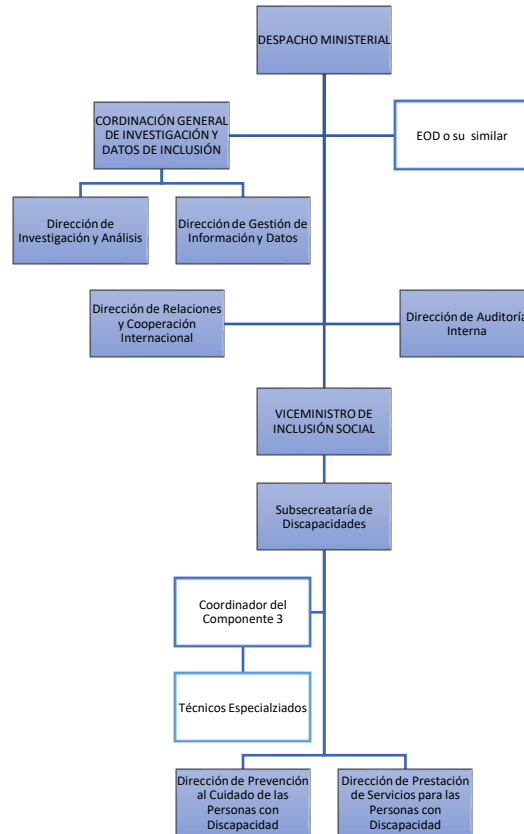 DESPACHO MINISTERIAL
CORDINACIÓN GENERAL
DE INVESTIGACIÓN Y
DATOS DE INCLUSIÓN
EOD o su similar
Dirección de
Investigación y Análisis
Dirección de Gestión de
Información y Datos
Dirección de Relaciones
y Cooperación
Internacional
Dirección de Auditoría
Interna
VICEMINISTRO DE
INCLUSIÓN SOCIAL
Subsecreataría de
Discapacidades
Coordinador del
Componente 3
Técnicos Especialziados
Dirección de Prevención
al Cuidado de las
Personas con
Discapacidad
Dirección de Prestación
de Servicios para las
Personas con
Discapacidad